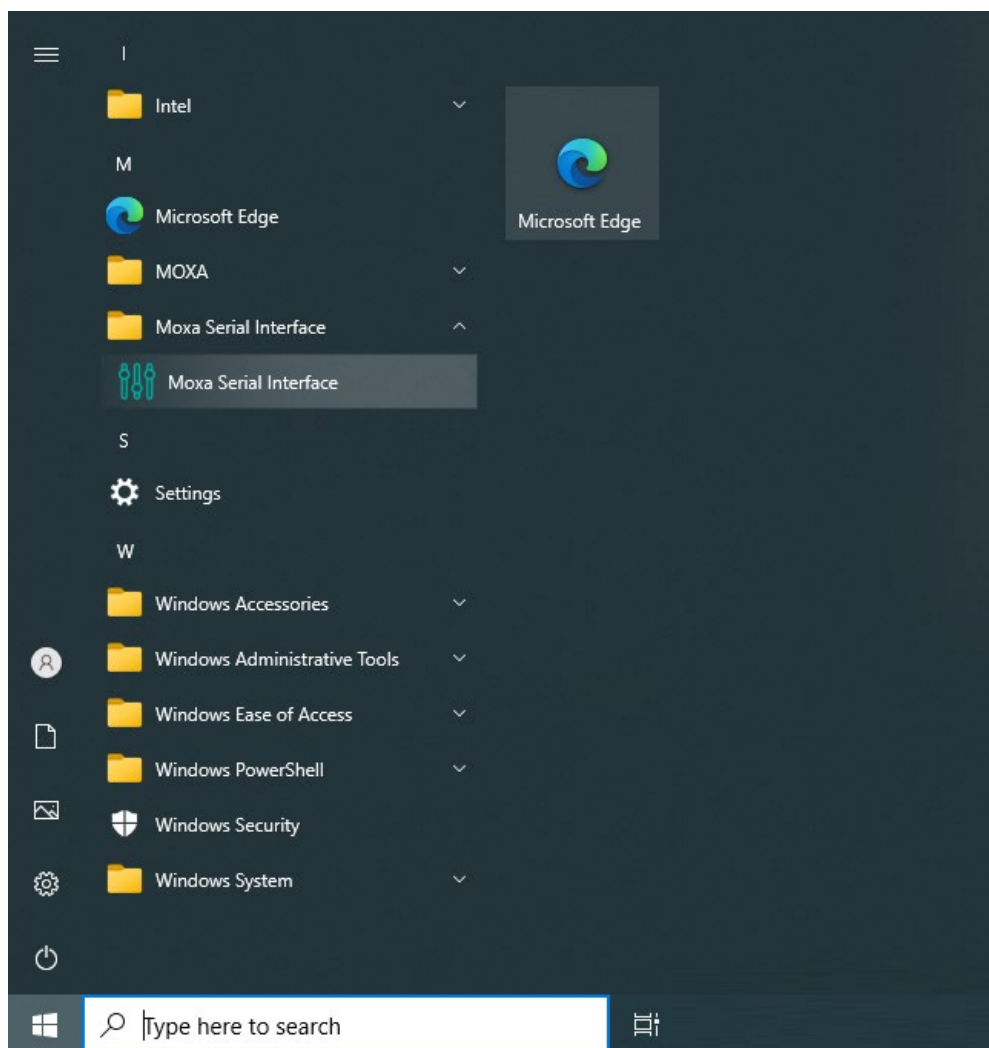 I
Intel
M
Microsoft Edge
MOXA
Moxa Serial Interface
Moxa Serial Interface
S
Settings
W
Windows Accessories
Windows Administrative Tools
Windows Ease of Access
Windows PowerShell
Windows Security
Windows System
Microsoft Edge
Type here to search